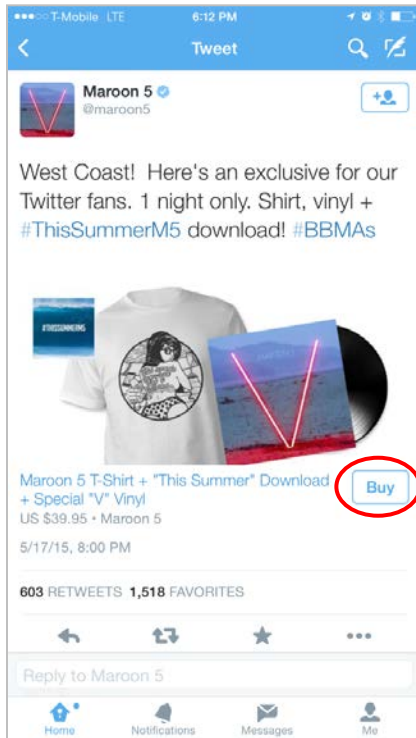 T-Mobile LTE 6:12 PM
Tweet
Maroon 5
@maroon5
West Coast! Here's an exclusive for our
Twitter fans. 1 night only. Shirt, vinyl +
#ThisSummerM5 download! #BBMAs
#THISSUMMERM5
V
Maroon 5 T-Shirt + "This Summer" Download
+ Special "V" Vinyl
Buy
US $39.95 • Maroon 5
5/17/15, 8:00 PM
603 RETWEETS 1,518 FAVORITES
Reply to Maroon 5
Home Notifications Messages Me